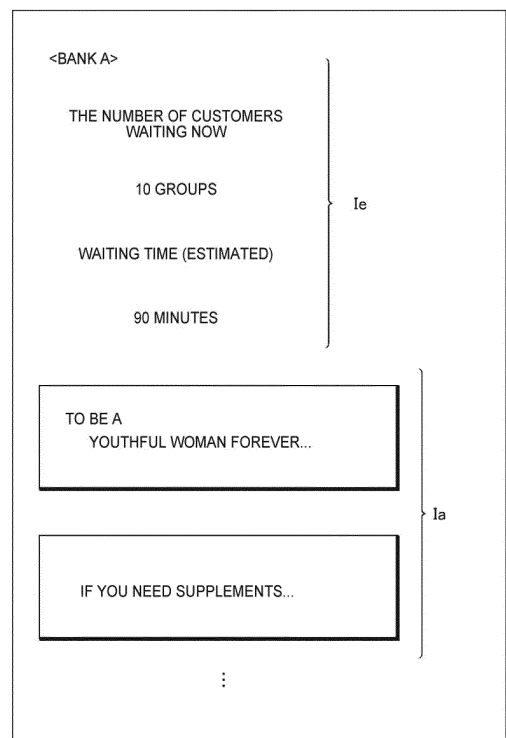 <BANK A>
THE NUMBER OF CUSTOMERS
WAITING NOW
10 GROUPS
Ie
WAITING TIME (ESTIMATED)
90 MINUTES
TO BE A
YOUTHFUL WOMAN FOREVER...
Ia
IF YOU NEED SUPPLEMENTS...
⋮